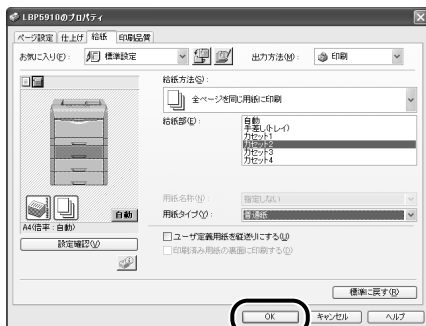 LBP5910のプロパティ
ページ設定 仕上げ 給紙 印刷品質
お気に入り(F): 標準設定 出力方法(M): 印刷
給紙方法(S):
全ページを同じ用紙に印刷
給紙部(E): 自動
手差し(トレイ)
カセット1
カセット2
カセット3
カセット4
用紙名称(N): 指定しない
自動 用紙タイプ(Y): 普通紙
A4(倍率:自動)
設定確認(V)
ユーザ定義用紙を縦送りにする(U)
印刷済み用紙の裏面に印刷する(D)
標準に戻す(R)
OK キャンセル ヘルプ